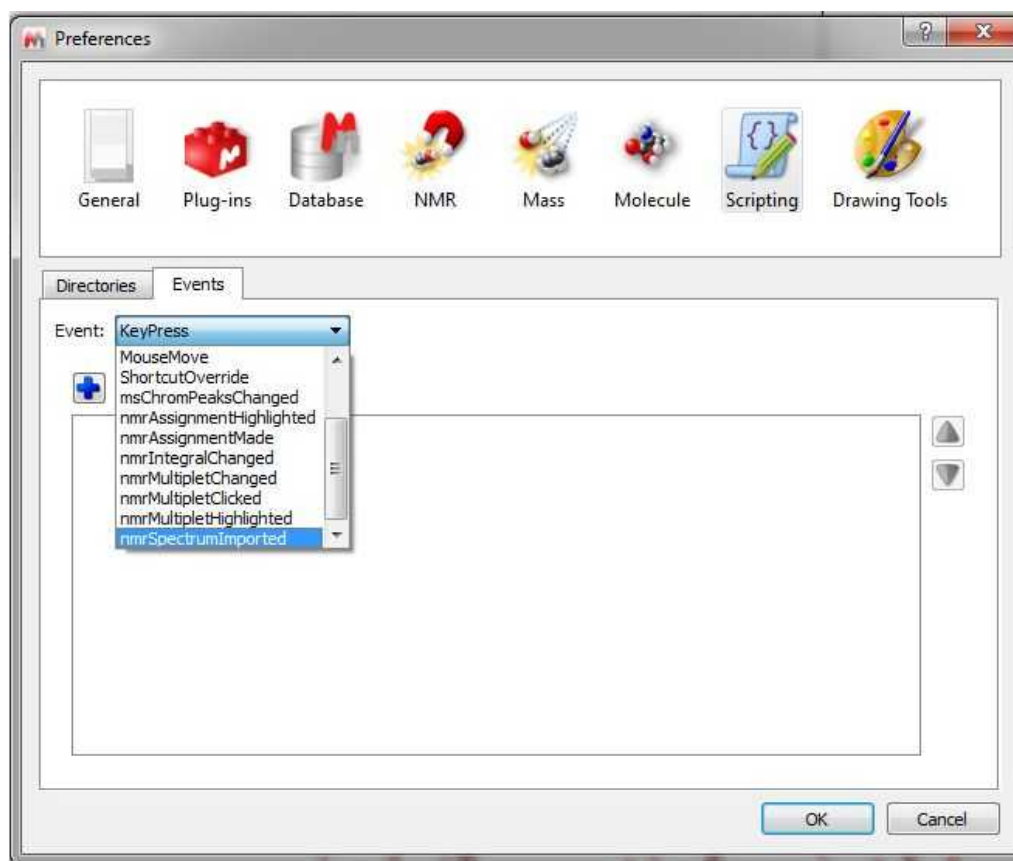 Preferences
General Plug-ins Database NMR Mass Molecule Scripting Drawing Tools
Directories Events
Event: KeyPress
MouseMove
ShortcutOverride
msChromPeaksChanged
nmrAssignmentHighlighted
nmrAssignmentMade
nmrIntegralChanged
nmrMultipletChanged
nmrMultipletClicked
nmrMultipletHighlighted
nmrSpectrumImported
OK Cancel